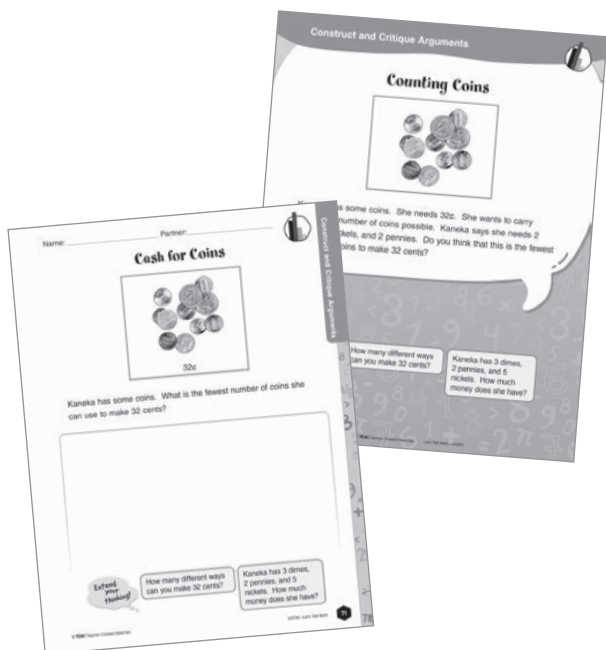 Construct and Critique Arguments
Counting Coins
s some coins. She needs 32¢. She wants to carry
number of coins possible. Kaneka says she needs 2
ckels, and 2 pennies. Do you think that this is the fewest
oins to make 32 cents?
How many different ways
can you make 32 cents?
Kaneka has 3 dimes,
2 pennies, and 5
nickels. How much
money does she have?
Name:
Partner:
Construct and Critique Arguments
Cash for Coins
32¢
Kaneka has some coins. What is the fewest number of coins she
can use to make 32 cents?
Extend
your
thinking!
How many different ways
can you make 32 cents?
Kaneka has 3 dimes,
2 pennies, and 5
nickels. How much
money does she have?
71
© TCM Teacher Created Materials